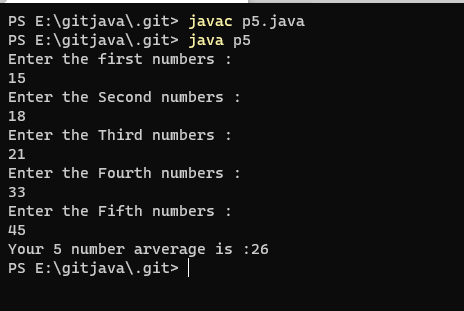 PS E:\gitjava\.git> javac p5.java
PS E:\gitjava\.git> java p5
Enter the first numbers :
15
Enter the Second numbers :
18
Enter the Third numbers :
21
Enter the Fourth numbers :
33
Enter the Fifth numbers :
45
Your 5 number arverage is :26
PS E:\gitjava\.git>